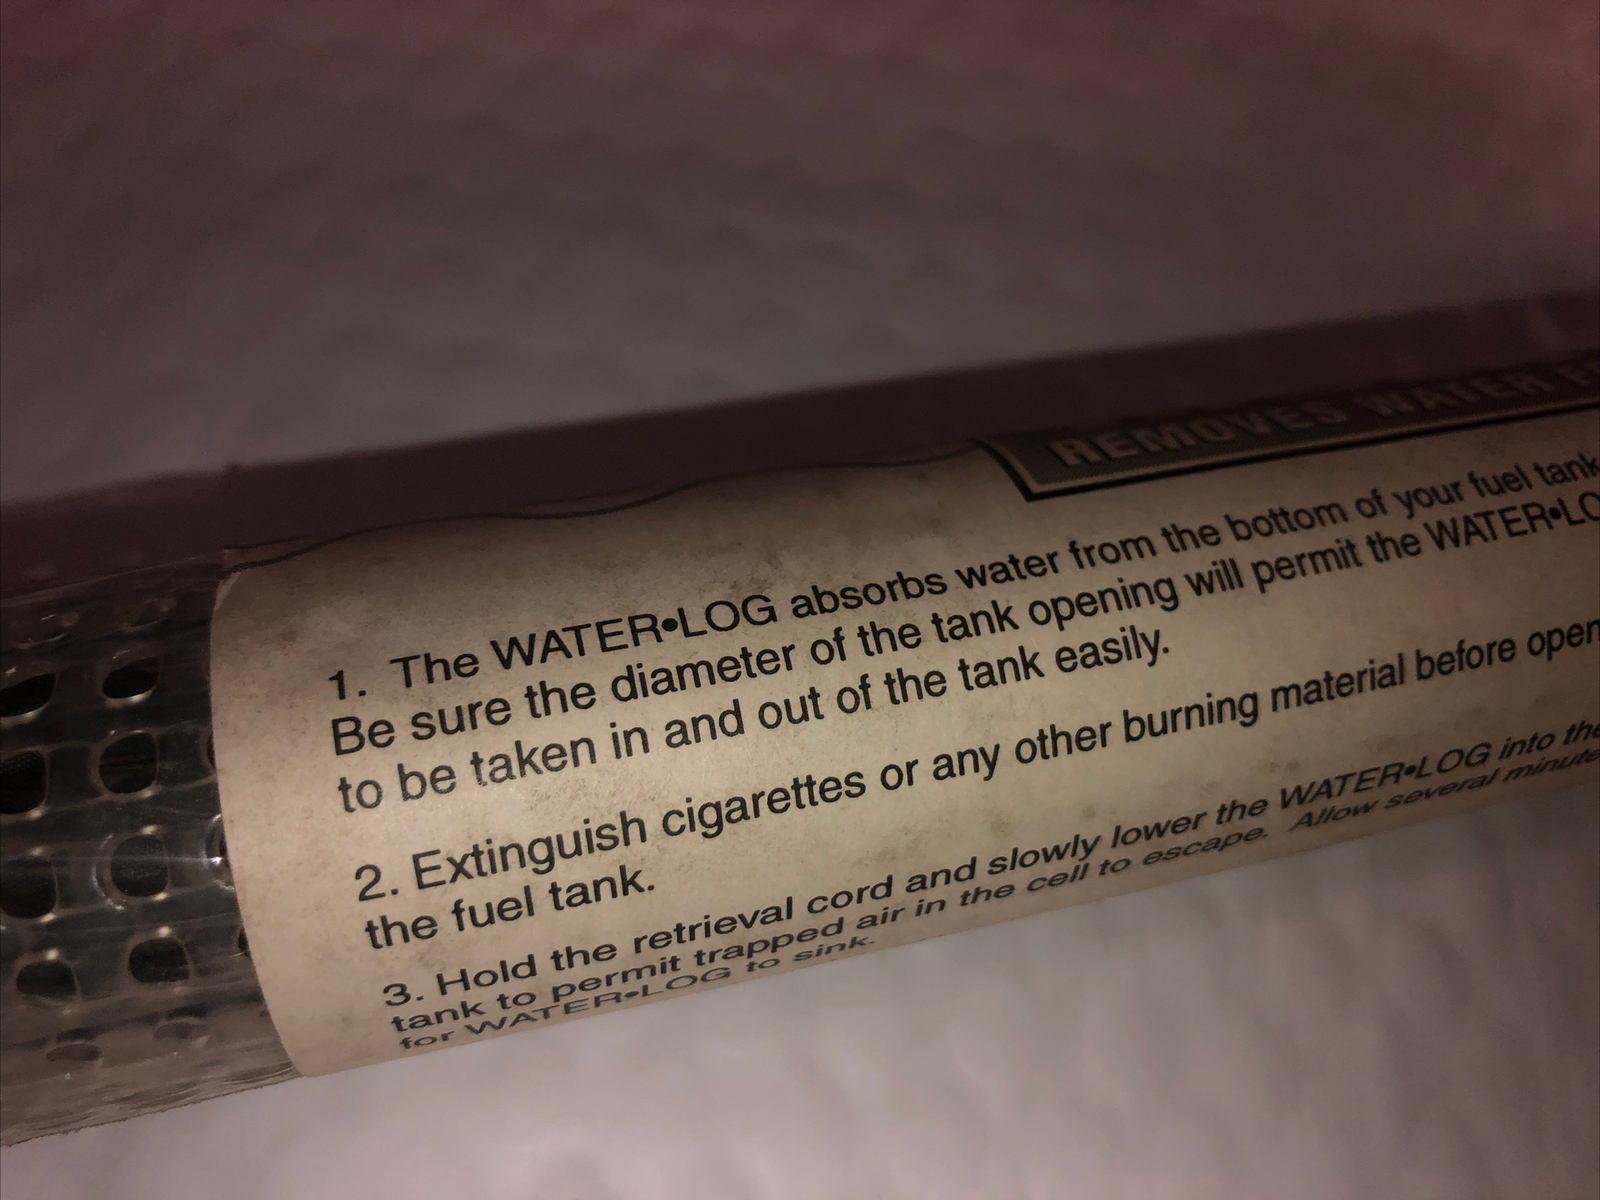 REMOVES WATER
1. The WATER•LOG absorbs water from the bottom of your fuel tank
Be sure the diameter of the tank opening will permit the WATER•LO
to be taken in and out of the tank easily.
2. Extinguish cigarettes or any other burning material before open
the fuel tank.
3. Hold the retrieval cord and slowly lower the WATER•LOG into the
tank to permit trapped air in the cell to escape. Allow several minute
for WATER•LOG to sink.